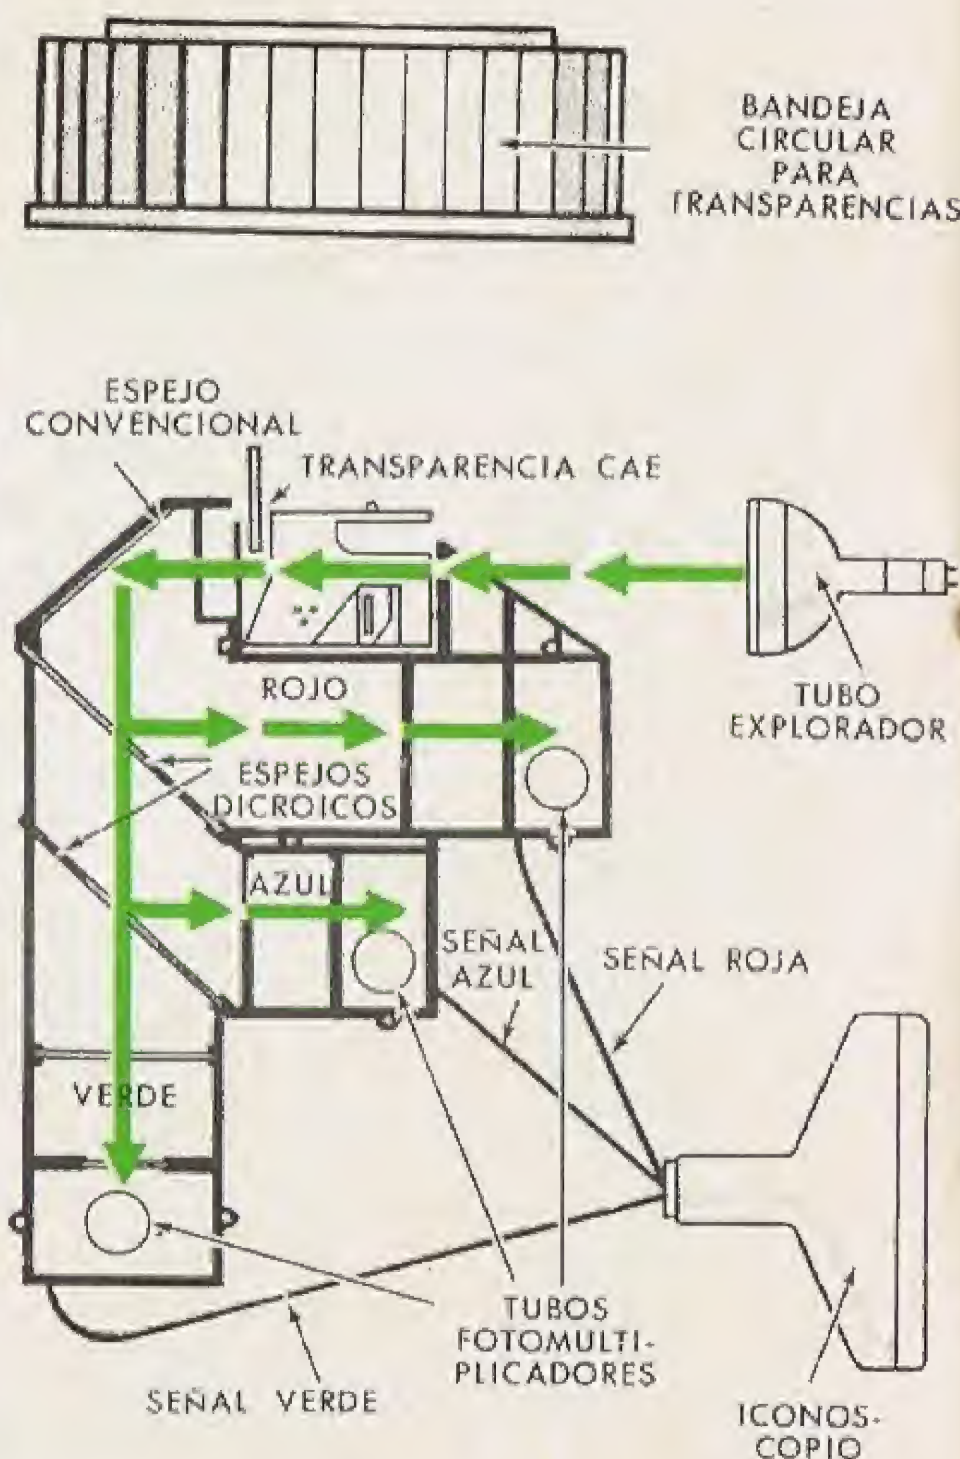 BANDEJA
CIRCULAR
PARA
TRANSPARENCIAS
ESPEJO
CONVENCIONAL
TRANSPARENCIA CAE
TUBO
EXPLORADOR
ROJO
ESPEJOS
DICROICOS
AZUL
SEÑAL
AZUL
SEÑAL ROJA
VERDE
TUBOS
FOTOMULTI-
PLICADORES
SEÑAL VERDE
ICONOS-
COPIO